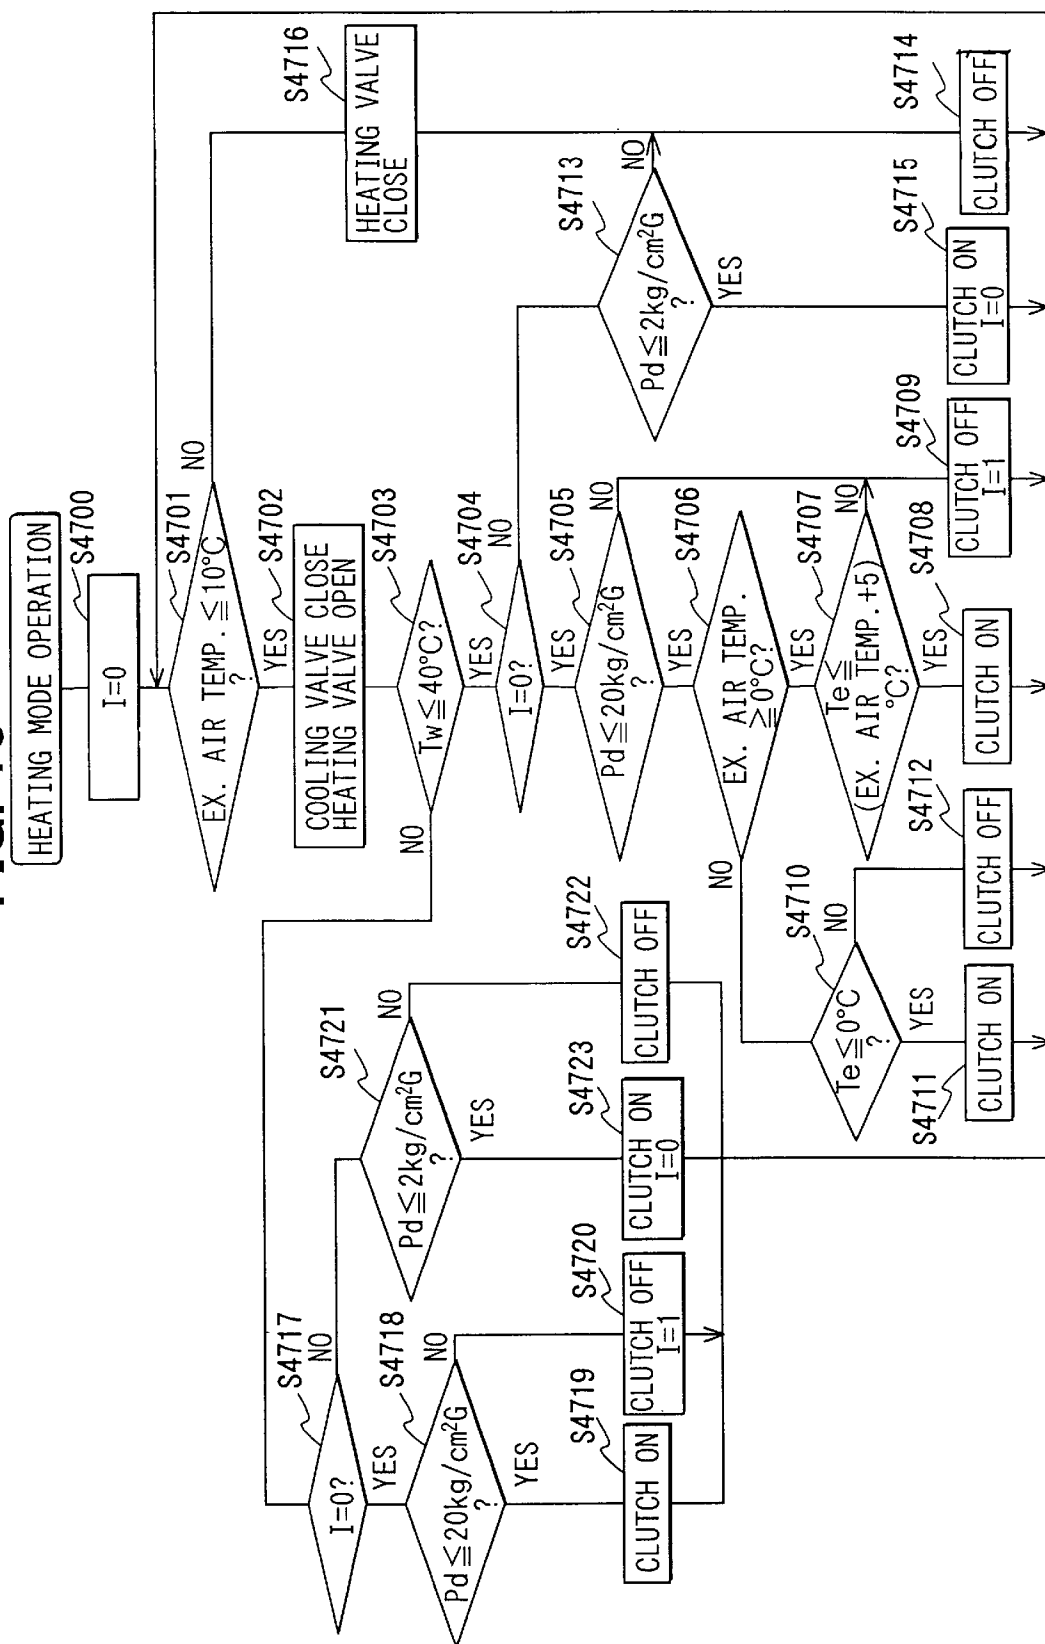 HEATING MODE OPERATION
S4700
I=0
S4701
EX. AIR TEMP. ≦10°C
?
NO
YES
S4702
COOLING VALVE CLOSE
HEATING VALVE OPEN
S4703
Tw≦40°C?
NO
YES
S4704
I=0?
NO
YES
S4705
Pd≦20kg/cm²G
?
NO
YES
S4706
EX. AIR TEMP.
≧0°C?
NO
YES
S4707
Te≦
(EX. AIR TEMP.+5)
°C?
NO
YES
S4708
CLUTCH ON
S4709
CLUTCH OFF
I=1
S4710
Te≦0°C
?
NO
YES
S4711
CLUTCH ON
S4712
CLUTCH OFF
S4713
Pd≦2kg/cm²G
?
NO
YES
S4714
CLUTCH OFF
S4715
CLUTCH ON
I=0
S4716
HEATING VALVE
CLOSE
S4717
I=0?
NO
YES
S4718
Pd≦20kg/cm²G
?
NO
YES
S4719
CLUTCH ON
S4720
CLUTCH OFF
I=1
S4721
Pd≦2kg/cm²G
?
NO
YES
S4722
CLUTCH OFF
S4723
CLUTCH ON
I=0